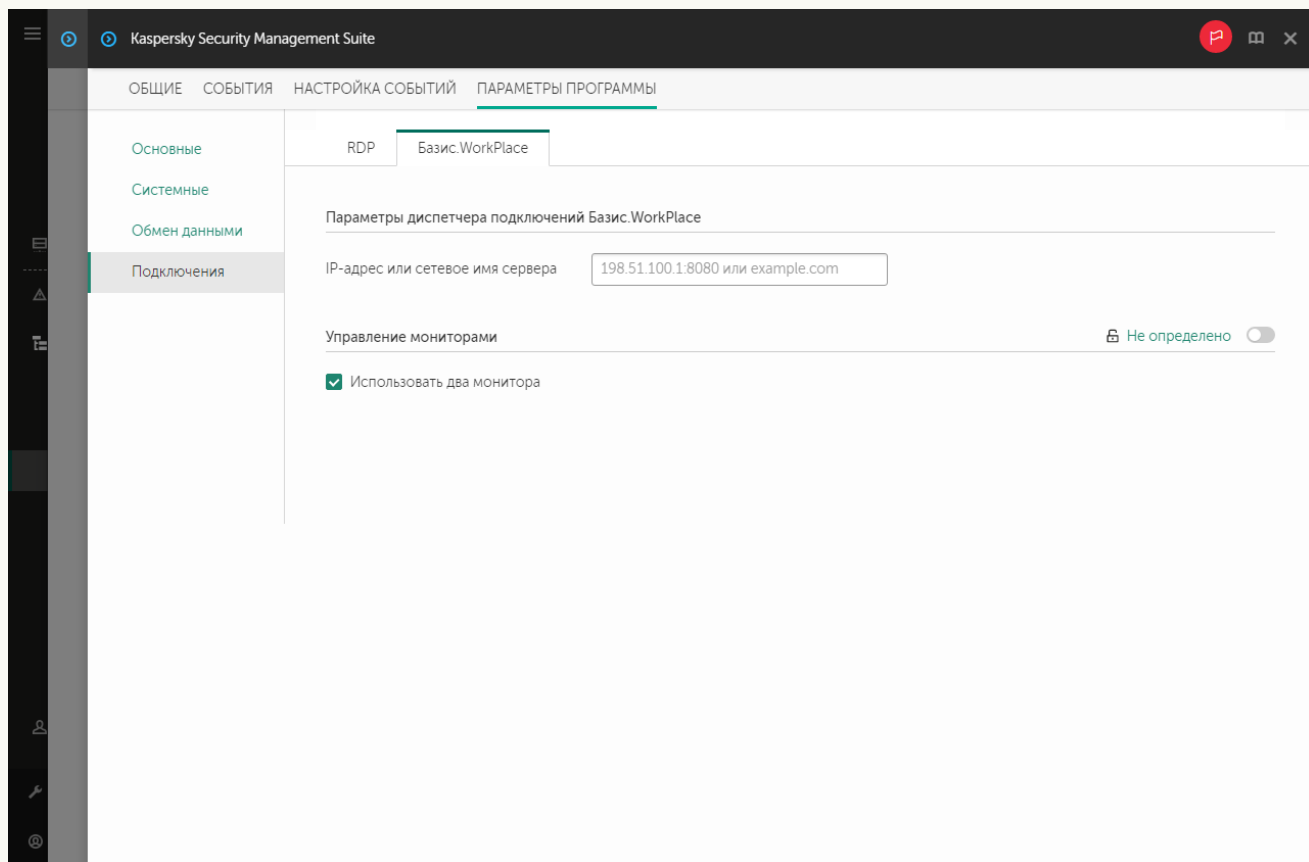 Kaspersky Security Management Suite
ОБЩИЕ СОБЫТИЯ НАСТРОЙКА СОБЫТИЙ ПАРАМЕТРЫ ПРОГРАММЫ
Основные
Системные
Обмен данными
Подключения
RDP Базис.WorkPlace
Параметры диспетчера подключений Базис.WorkPlace
IP-адрес или сетевое имя сервера 198.51.100.1:8080 или example.com
Управление мониторами Не определено
Использовать два монитора